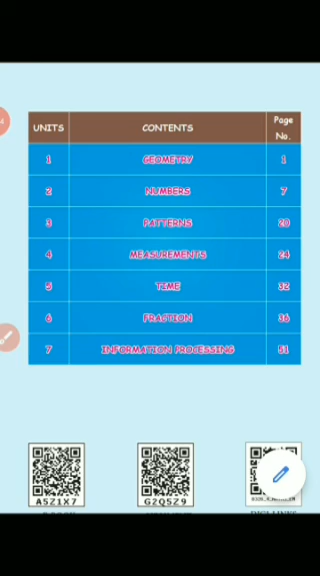 4
UNITS CONTENTS Page No.
1 GEOMETRY 1
2 NUMBERS 7
3 PATTERNS 20
4 MEASUREMENTS 24
5 TIME 32
6 FRACTION 36
7 INFORMATION PROCESSING 51
A5Z1X7 G2Q5Z9